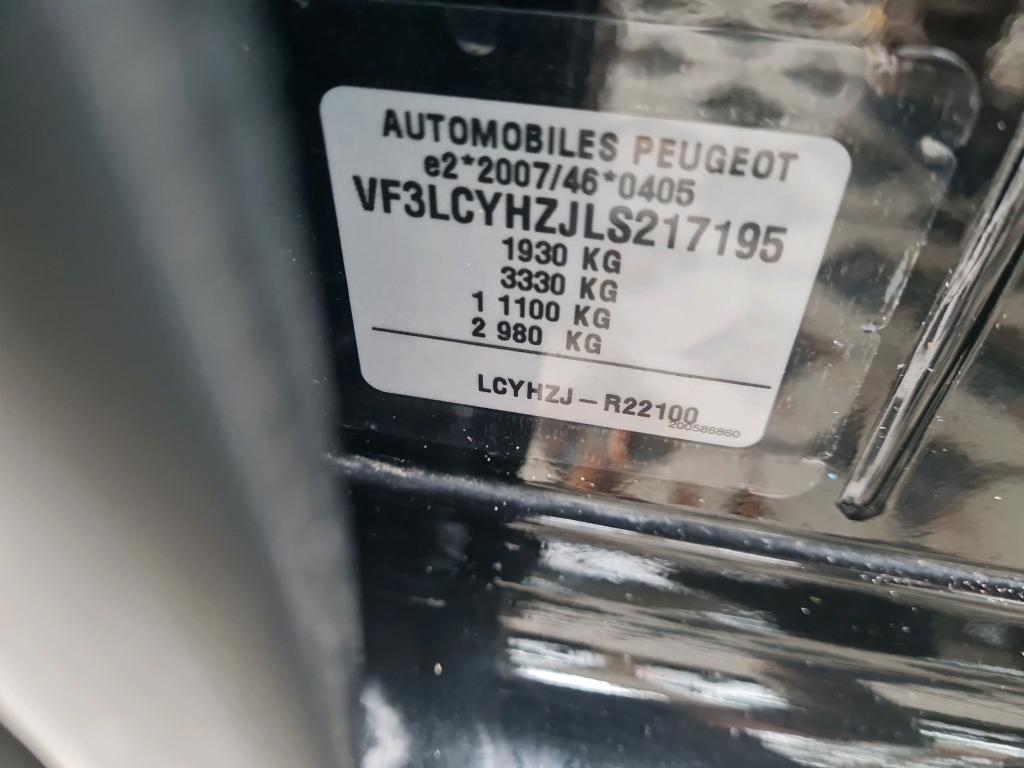 AUTOMOBILES PEUGEOT
e2*2007/46*0405
VF3LCYHZJLS217195
1930 KG
3330 KG
1 1100 KG
2 980 KG
LCYHZJ-R22100
200586860